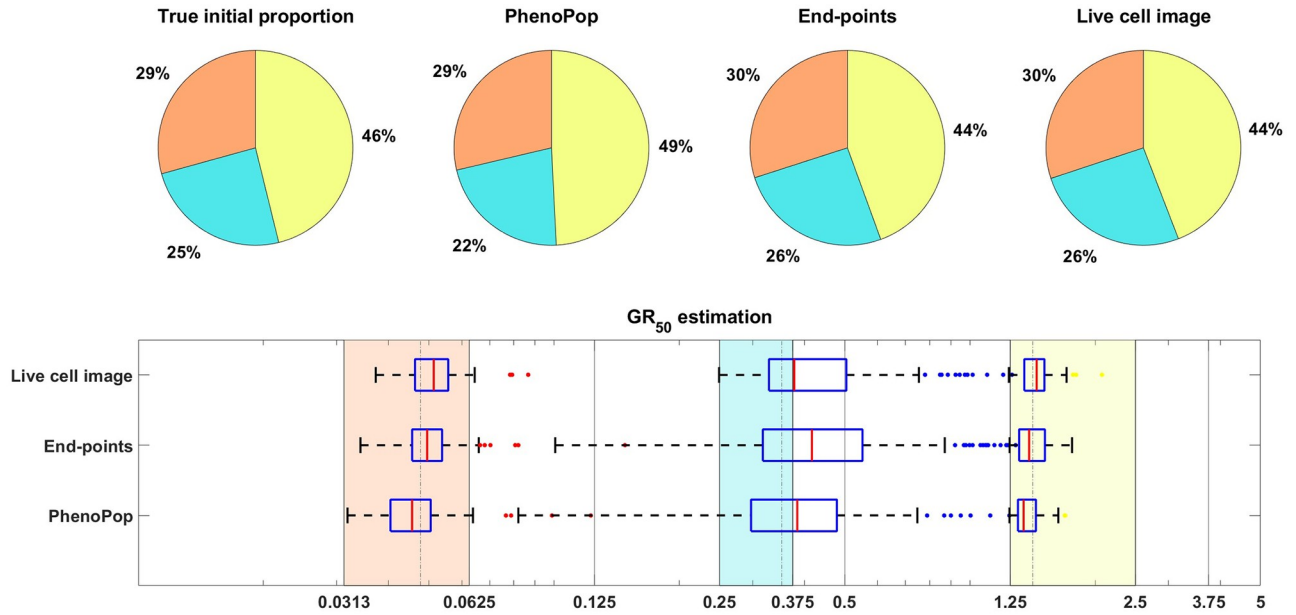 True initial proportion
PhenoPop
End-points
Live cell image
29%
46%
25%
29%
49%
22%
30%
44%
26%
30%
44%
26%
GR50 estimation
Live cell image
End-points
PhenoPop
0.0313 0.0625 0.125 0.25 0.375 0.5 1.25 2.5 3.75 5